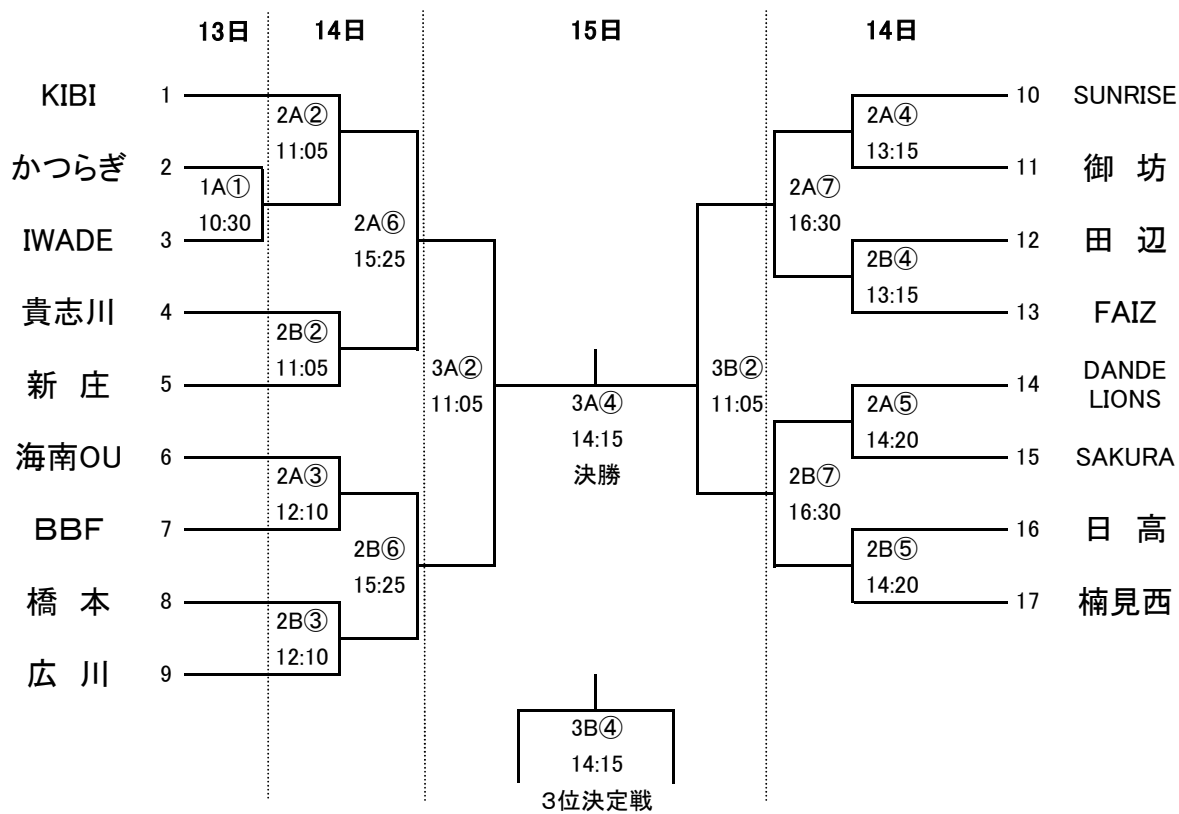 13日 14日 15日 14日
KIBI 1
2A②
11:05
かつらぎ 2
1A①
10:30
IWADE 3
2A⑥
15:25
貴志川 4
2B②
11:05
新 庄 5
3A②
11:05
海南OU 6
2A③
12:10
BBF 7
2B⑥
15:25
橋 本 8
2B③
12:10
広 川 9
3A④
14:15
決勝
3B④
14:15
3位決定戦
10 SUNRISE
2A④
13:15
11 御 坊
2A⑦
16:30
12 田 辺
2B④
13:15
13 FAIZ
3B②
11:05
14 DANDE
LIONS
2A⑤
14:20
15 SAKURA
2B⑦
16:30
16 日 高
2B⑤
14:20
17 楠見西